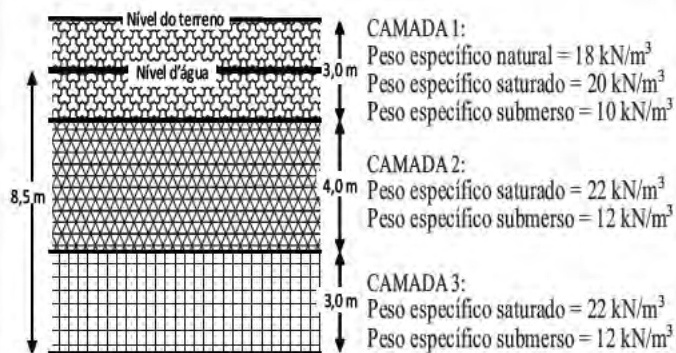 Nível do terreno
Nível d'água
8,5 m
3,0 m
4,0 m
3,0 m
CAMADA 1:
Peso específico natural = 18 kN/m³
Peso específico saturado = 20 kN/m³
Peso específico submerso = 10 kN/m³
CAMADA 2:
Peso específico saturado = 22 kN/m³
Peso específico submerso = 12 kN/m³
CAMADA 3:
Peso específico saturado = 22 kN/m³
Peso específico submerso = 12 kN/m³